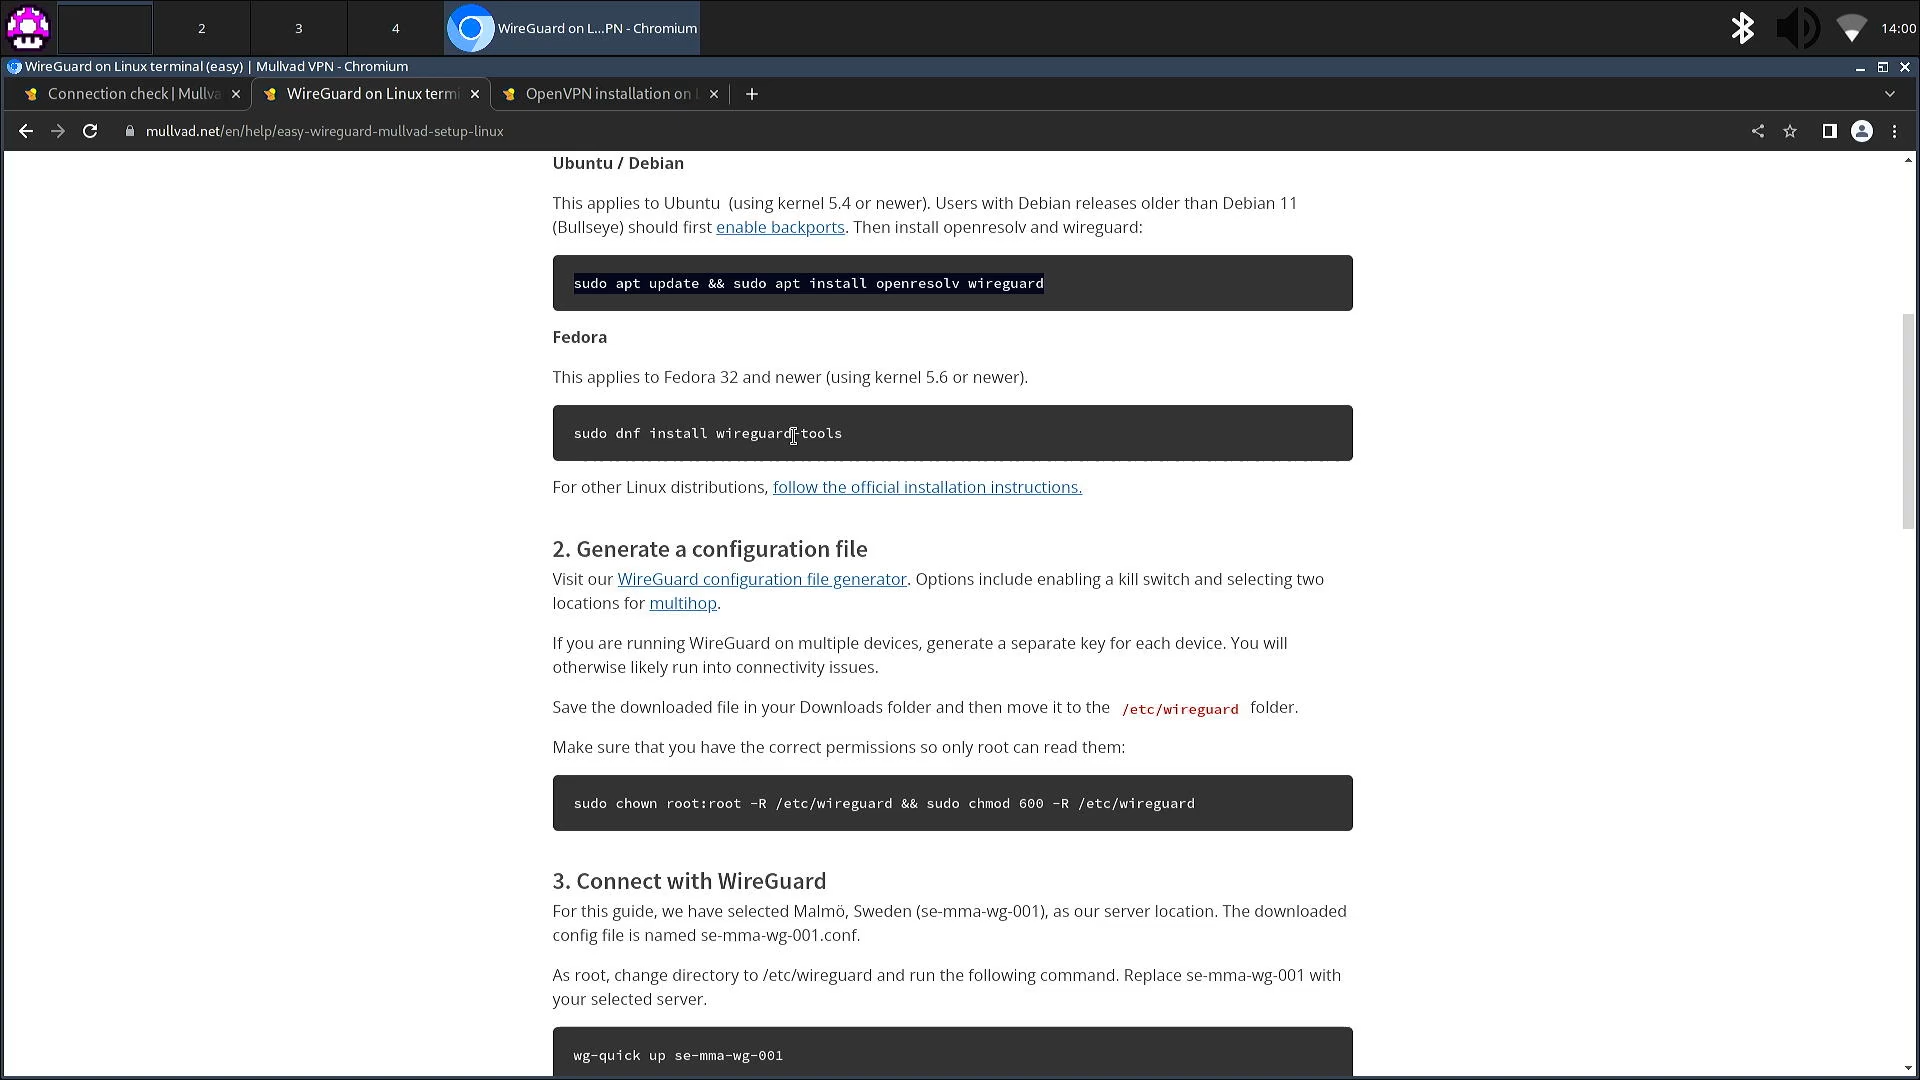 2
3
4
WireGuard on L...PN - Chromium
14:00
WireGuard on Linux terminal (easy) | Mullvad VPN - Chromium
Connection check | Mullva
WireGuard on Linux termi
OpenVPN installation on L
mullvad.net/en/help/easy-wireguard-mullvad-setup-linux
Ubuntu / Debian
This applies to Ubuntu (using kernel 5.4 or newer). Users with Debian releases older than Debian 11
(Bullseye) should first enable backports. Then install openresolv and wireguard:
sudo apt update && sudo apt install openresolv wireguard
Fedora
This applies to Fedora 32 and newer (using kernel 5.6 or newer).
sudo dnf install wireguard-tools
For other Linux distributions, follow the official installation instructions.
2. Generate a configuration file
Visit our WireGuard configuration file generator. Options include enabling a kill switch and selecting two
locations for multihop.
If you are running WireGuard on multiple devices, generate a separate key for each device. You will
otherwise likely run into connectivity issues.
Save the downloaded file in your Downloads folder and then move it to the /etc/wireguard folder.
Make sure that you have the correct permissions so only root can read them:
sudo chown root:root -R /etc/wireguard && sudo chmod 600 -R /etc/wireguard
3. Connect with WireGuard
For this guide, we have selected Malmö, Sweden (se-mma-wg-001), as our server location. The downloaded
config file is named se-mma-wg-001.conf.
As root, change directory to /etc/wireguard and run the following command. Replace se-mma-wg-001 with
your selected server.
wg-quick up se-mma-wg-001